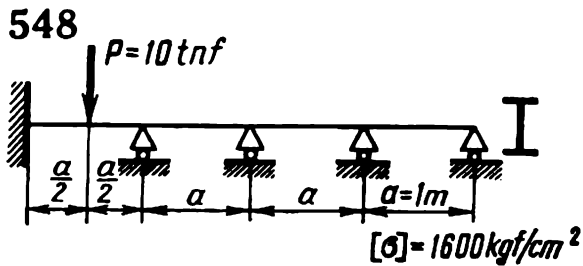 548
P=10 tnf
a/2 a/2 a a a=1m
[σ]=1600kgf/cm²